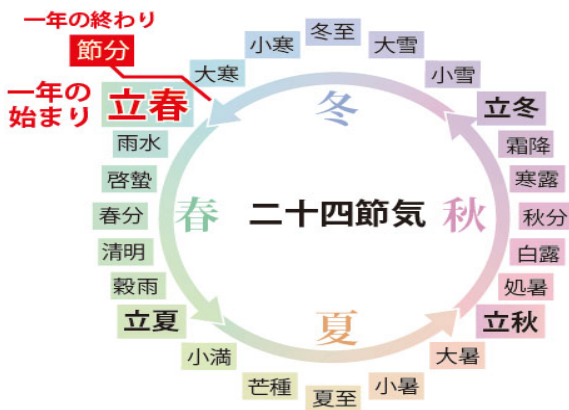 一年の終わり
節分
一年の
始まり
立春
雨水
啓蟄
春分
清明
穀雨
立夏
小満
芒種
夏至
小暑
大暑
立秋
処暑
白露
秋分
寒露
霜降
立冬
小雪
大雪
冬至
小寒
大寒
冬
春
二十四節気
秋
夏